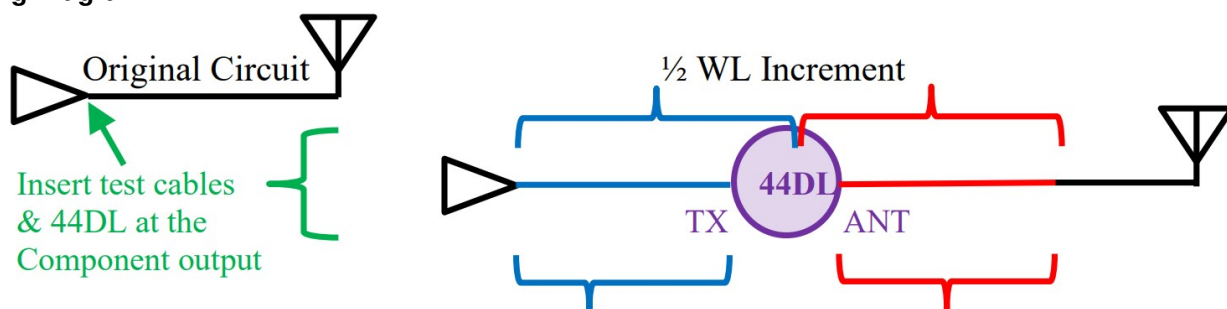 Original Circuit
½ WL Increment
Insert test cables
& 44DL at the
Component output
44DL
TX
ANT